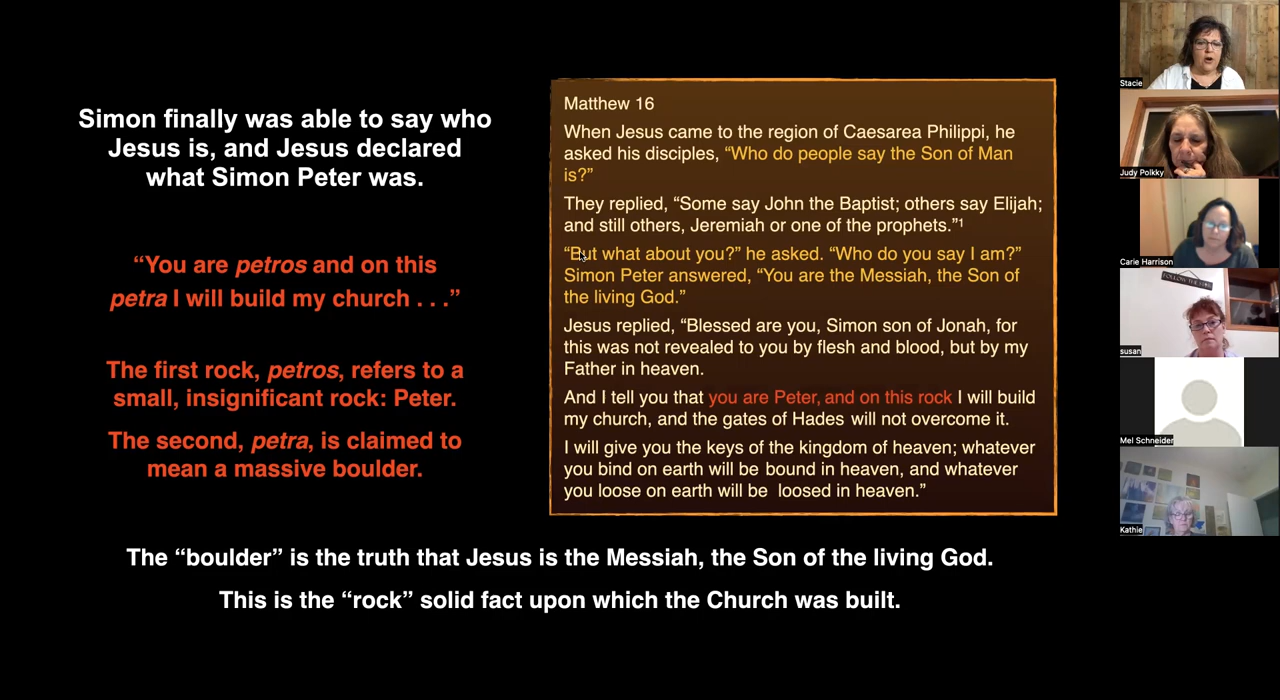 Simon finally was able to say who
Jesus is, and Jesus declared
what Simon Peter was.
“You are petros and on this
petra I will build my church . . .”
The first rock, petros, refers to a
small, insignificant rock: Peter.
The second, petra, is claimed to
mean a massive boulder.
Matthew 16
When Jesus came to the region of Caesarea Philippi, he
asked his disciples, “Who do people say the Son of Man
is?”
They replied, “Some say John the Baptist; others say Elijah;
and still others, Jeremiah or one of the prophets.”¹
“But what about you?” he asked. “Who do you say I am?”
Simon Peter answered, “You are the Messiah, the Son of
the living God.”
Jesus replied, “Blessed are you, Simon son of Jonah, for
this was not revealed to you by flesh and blood, but by my
Father in heaven.
And I tell you that you are Peter, and on this rock I will build
my church, and the gates of Hades will not overcome it.
I will give you the keys of the kingdom of heaven; whatever
you bind on earth will be bound in heaven, and whatever
you loose on earth will be loosed in heaven.”
The “boulder” is the truth that Jesus is the Messiah, the Son of the living God.
This is the “rock” solid fact upon which the Church was built.
Stacie
Judy Polkky
Carie Harrison
FOLLOW THE
susan
Mel Schneider
Kathie